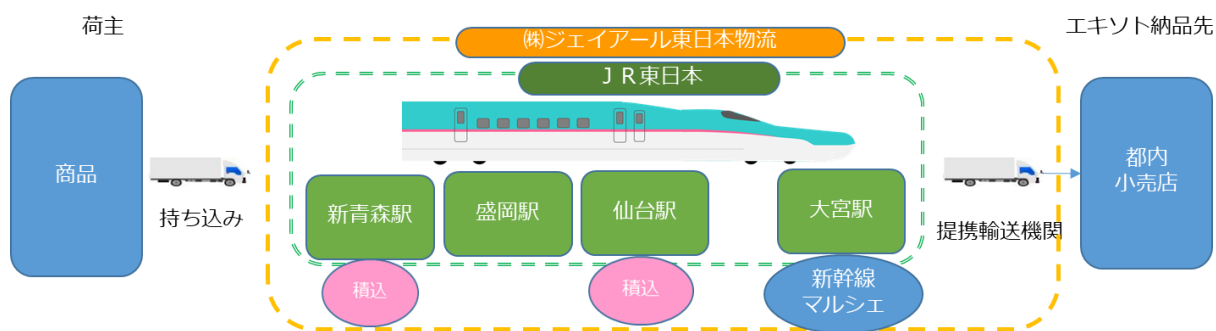 荷主
エキソト納品先
㈱ジェイアール東日本物流
ＪＲ東日本
商品
持ち込み
新青森駅
盛岡駅
仙台駅
大宮駅
積込
積込
新幹線
マルシェ
提携輸送機関
都内
小売店